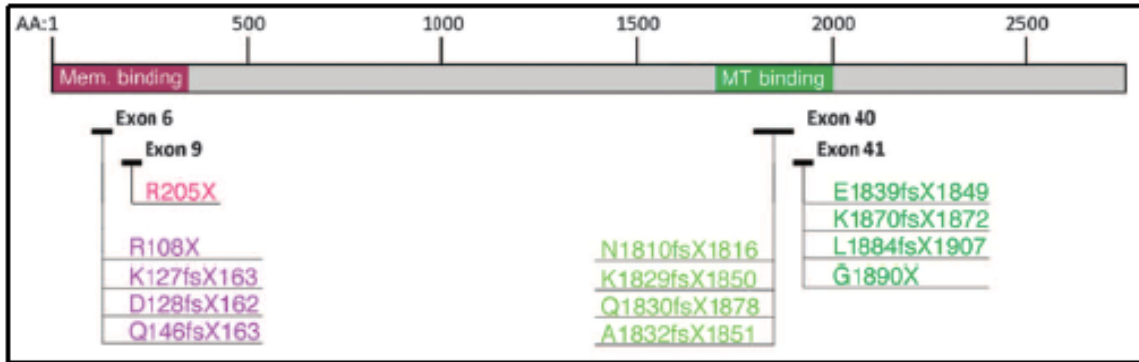 AA:1 500 1000 1500 2000 2500
Mem. binding MT binding
Exon 6 Exon 40
Exon 9 Exon 41
R205X E1839fsX1849
K1870fsX1872
R108X N1810fsX1816 L1884fsX1907
K127fsX163 K1829fsX1850 G1890X
D128fsX162 Q1830fsX1878
Q146fsX163 A1832fsX1851